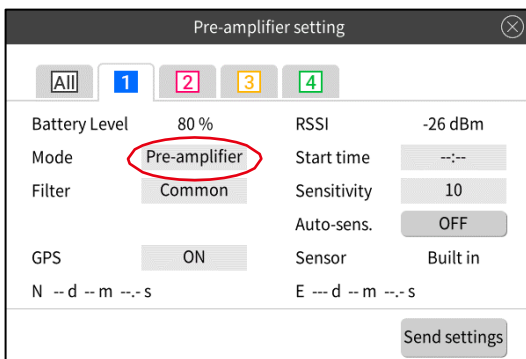 Pre-amplifier setting
All 1 2 3 4
Battery Level 80 % RSSI -26 dBm
Mode Pre-amplifier Start time --:--
Filter Common Sensitivity 10
Auto-sens. OFF
GPS ON Sensor Built in
N -- d -- m --.- s E --- d -- m --.- s
Send settings